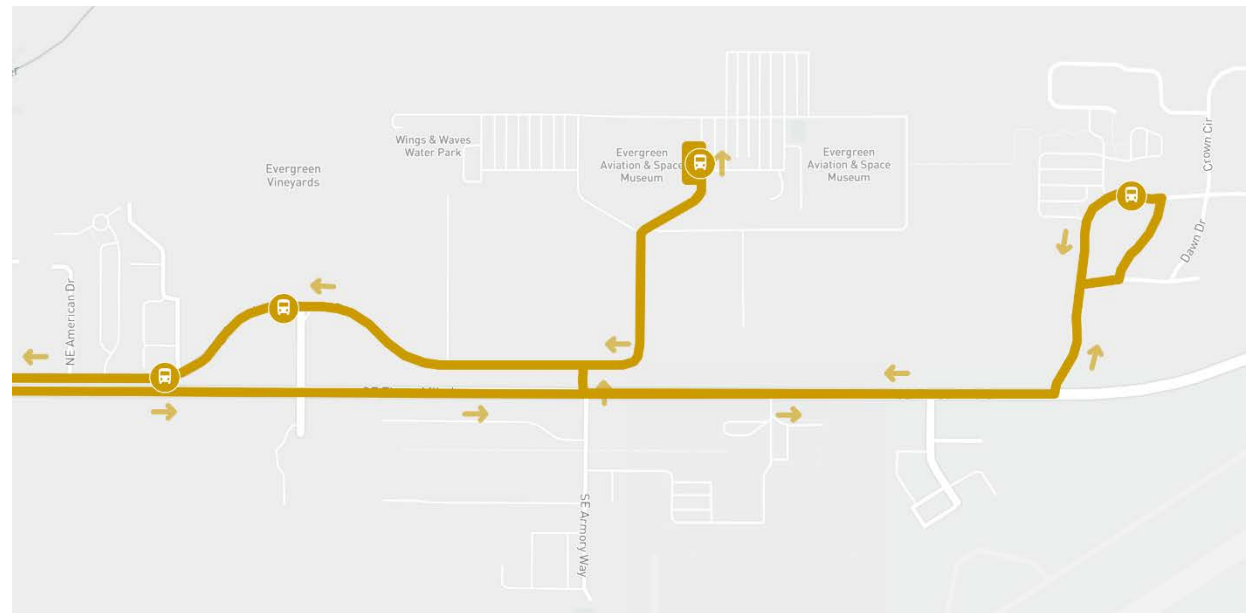 Wings & Waves
Water Park
Evergreen
Aviation & Space
Museum
Evergreen
Aviation & Space
Museum
Evergreen
Vineyards
Crown Cir
Dawn Dr
NE American Dr
SE Armory Way